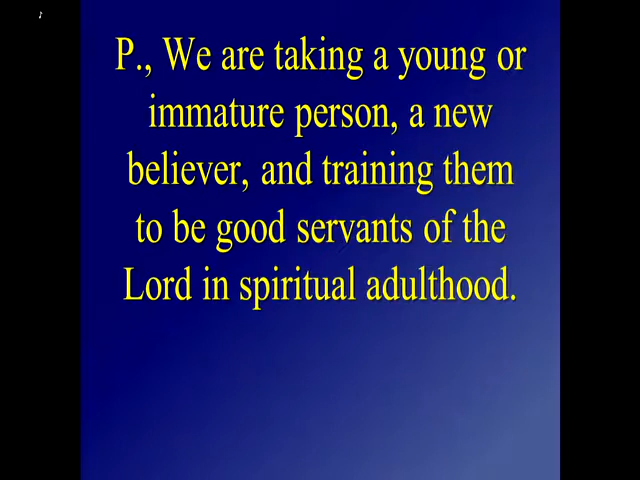 P., We are taking a young or
immature person, a new
believer, and training them
to be good servants of the
Lord in spiritual adulthood.